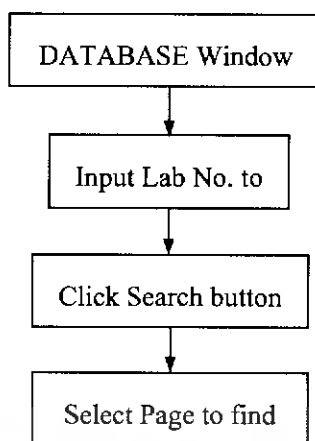 DATABASE Window
Input Lab No. to
Click Search button
Select Page to find